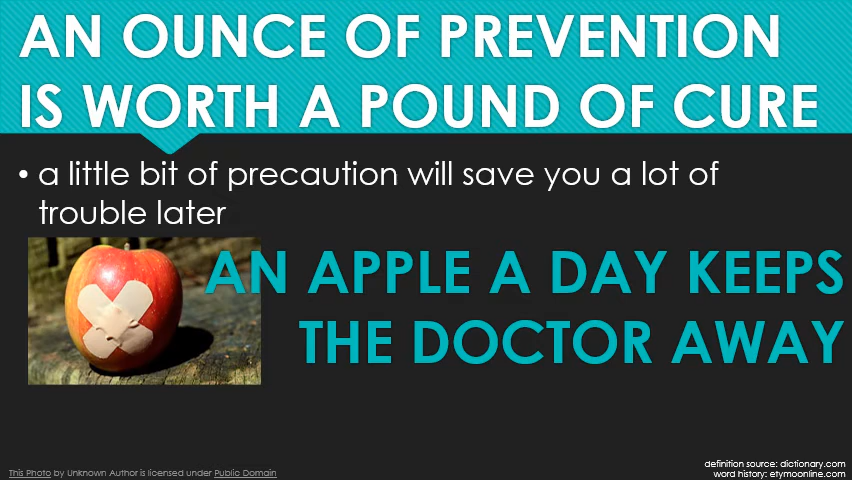 AN OUNCE OF PREVENTION
IS WORTH A POUND OF CURE
• a little bit of precaution will save you a lot of
trouble later
AN APPLE A DAY KEEPS
THE DOCTOR AWAY
This Photo by Unknown Author is licensed under Public Domain
definition source: dictionary.com
word history: etymoonline.com